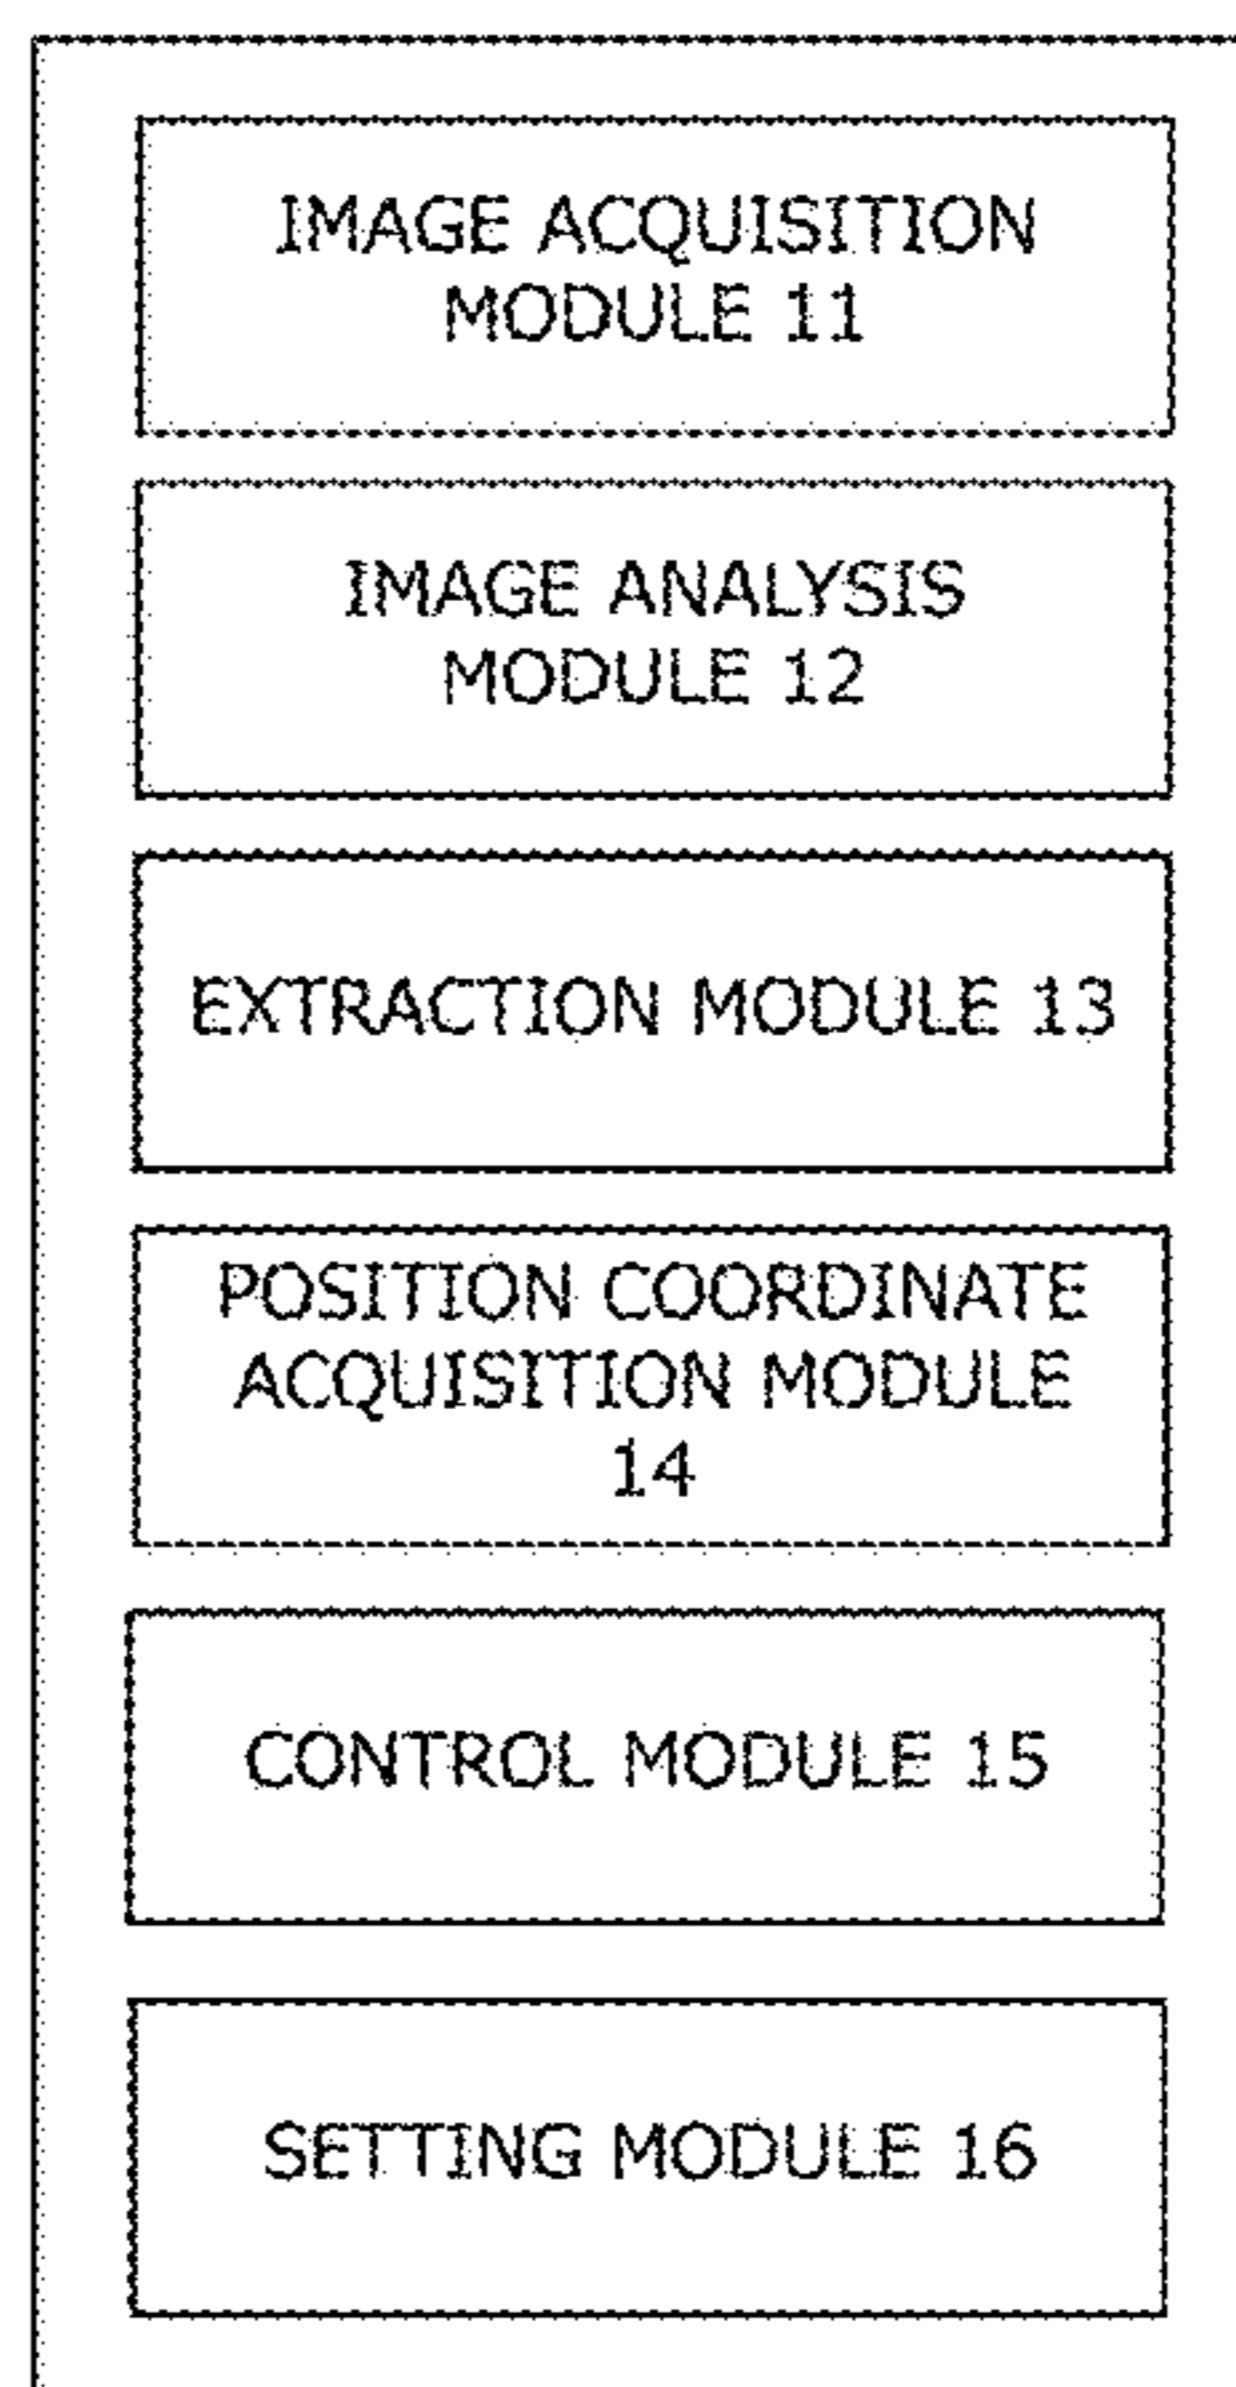 IMAGE ACQUISITION
MODULE 11
IMAGE ANALYSIS
MODULE 12
EXTRACTION MODULE 13
POSITION COORDINATE
ACQUISITION MODULE
14
CONTROL MODULE 15
SETTING MODULE 16